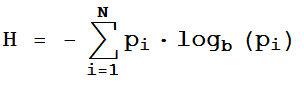 H = - ∑_{i=1}^{N} p_i · log_b (p_i)